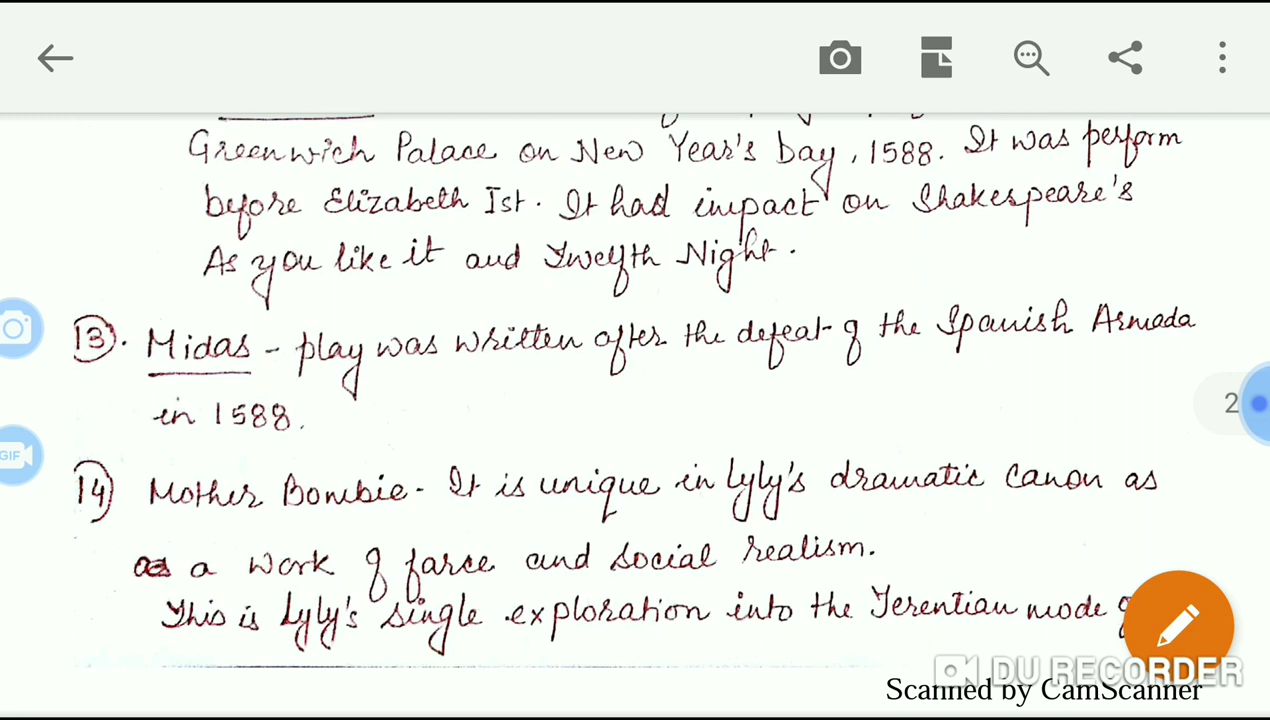 Greenwich Palace on New Year's Day, 1588. It was perform
before Elizabeth Ist. It had impact on Shakespeare's
As you like it and Twelfth Night.
13. Midas - play was written after the defeat of the Spanish Armada
in 1588.
2
GIF
14) Mother Bombie - It is unique in Lyly's dramatic canon as
as a work of farce and social realism.
This is Lyly's single exploration into the Terentian mode
DU RECORDER
Scanned by CamScanner